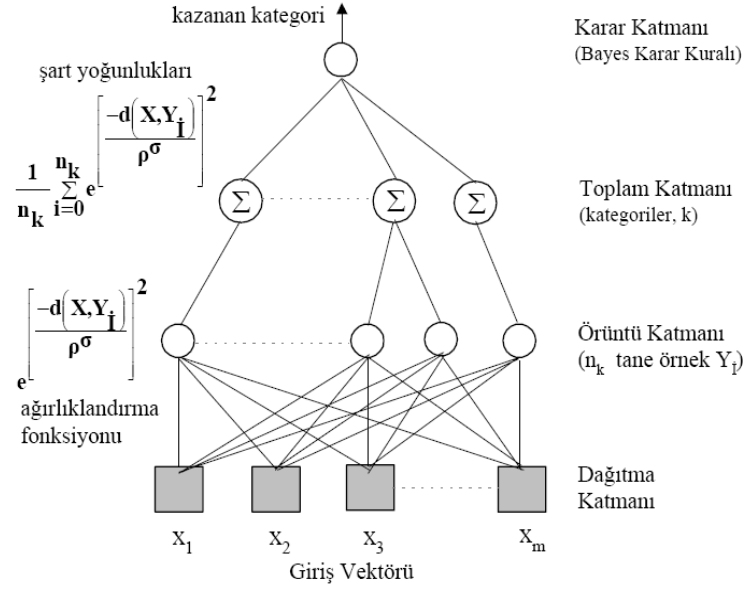 kazanan kategori
Karar Katmanı
(Bayes Karar Kuralı)
şart yoğunlukları
1/n_k Σ_{i=0}^{n_k} e^[−d(X,Y_İ)/ρ^σ]^2
Σ Σ Σ
Toplam Katmanı
(kategoriler, k)
e^[−d(X,Y_İ)/ρ^σ]^2
ağırlıklandırma
fonksiyonu
Örüntü Katmanı
(n_k tane örnek Y_İ)
Dağıtma
Katmanı
X_1 X_2 X_3 X_m
Giriş Vektörü